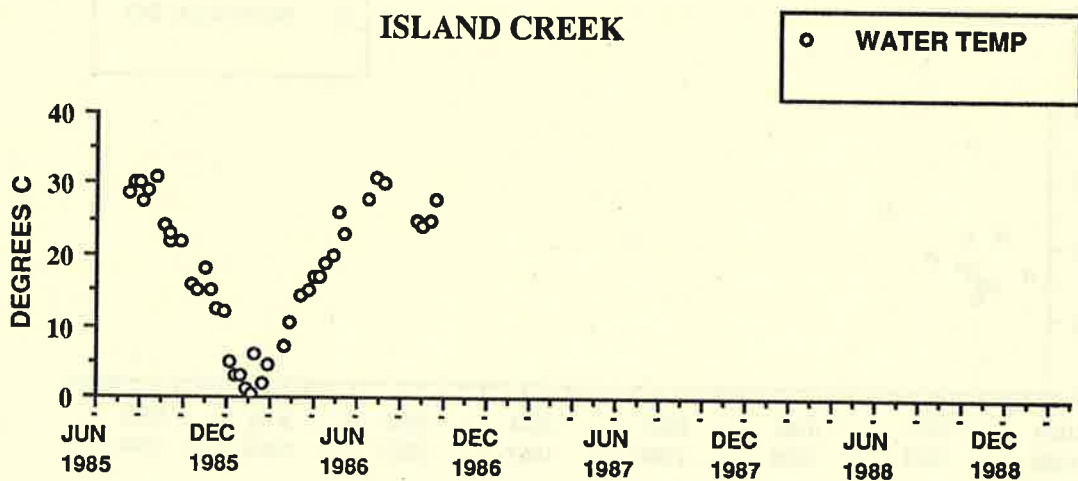 ISLAND CREEK
WATER TEMP
DEGREES C
40
30
20
10
0
JUN 1985
DEC 1985
JUN 1986
DEC 1986
JUN 1987
DEC 1987
JUN 1988
DEC 1988